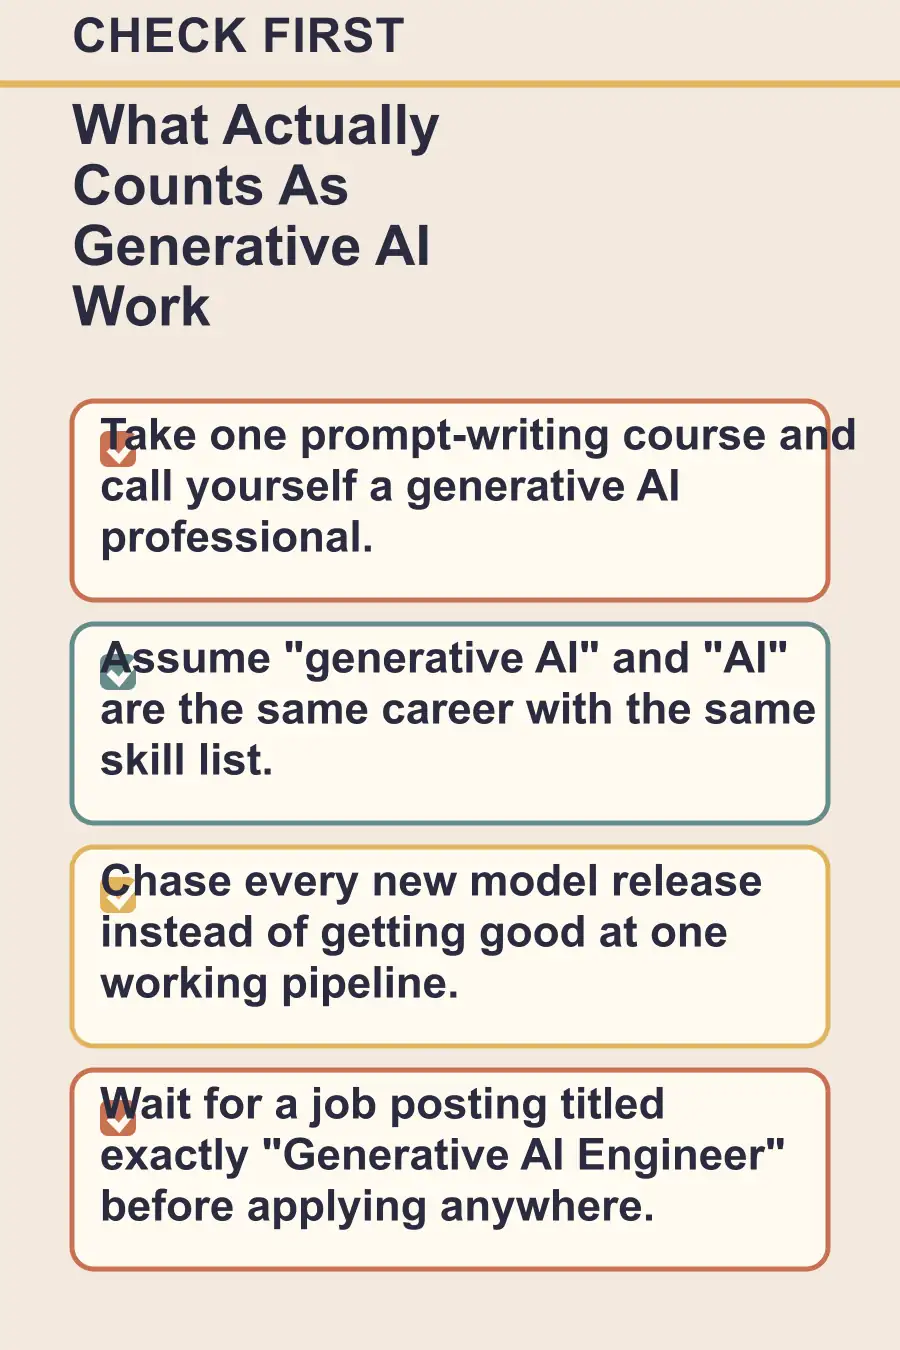 CHECK FIRST
What Actually
Counts As
Generative AI
Work
Take one prompt-writing course and
call yourself a generative AI
professional.
Assume "generative AI" and "AI"
are the same career with the same
skill list.
Chase every new model release
instead of getting good at one
working pipeline.
Wait for a job posting titled
exactly "Generative AI Engineer"
before applying anywhere.